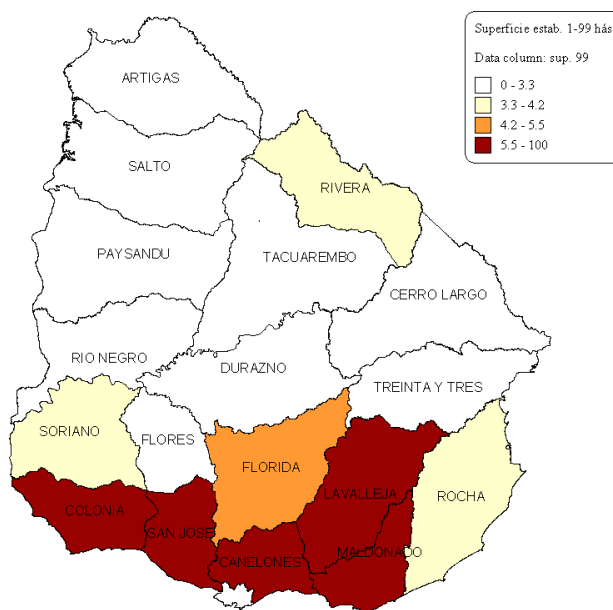 Superficie estab. 1-99 hás
Data column: sup. 99
0 - 3.3
3.3 - 4.2
4.2 - 5.5
5.5 - 100
ARTIGAS
SALTO
RIVERA
PAYSANDU
TACUAREMBO
CERRO LARGO
RIO NEGRO
DURAZNO
TREINTA Y TRES
SORIANO
FLORES
FLORIDA
LAVALLEJA
ROCHA
COLONIA
SAN JOSE
CANELONES
MALDONADO